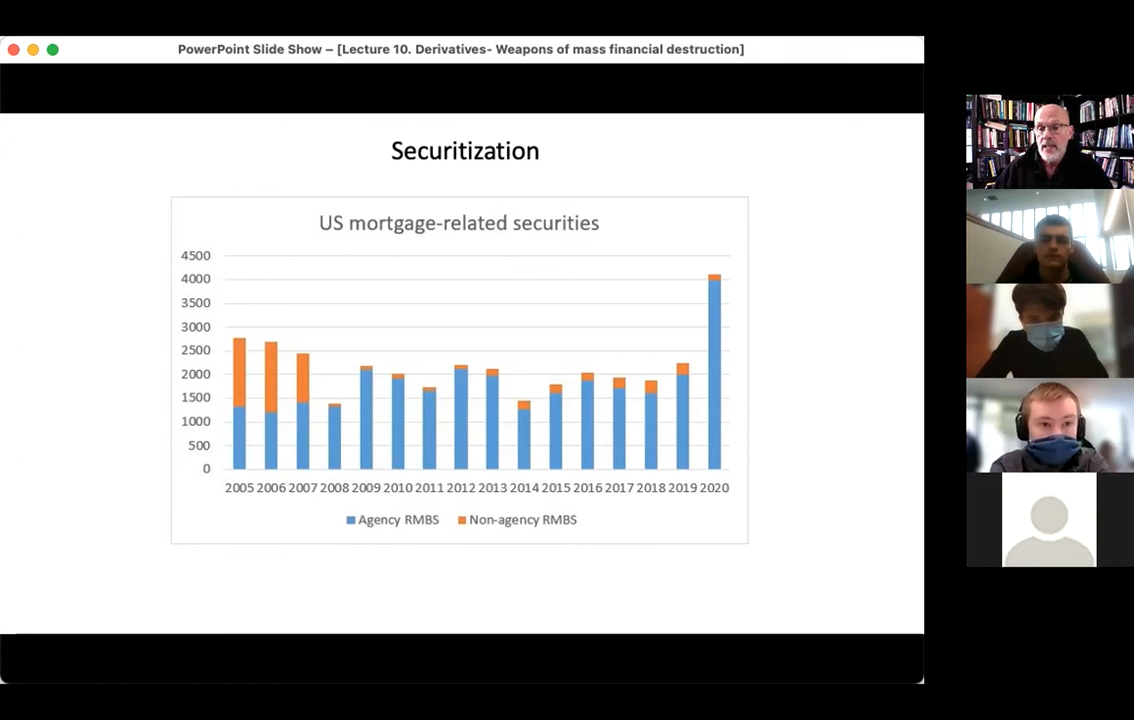 PowerPoint Slide Show – [Lecture 10. Derivatives- Weapons of mass financial destruction]
Securitization
US mortgage-related securities
4500
4000
3500
3000
2500
2000
1500
1000
500
0
2005 2006 2007 2008 2009 2010 2011 2012 2013 2014 2015 2016 2017 2018 2019 2020
Agency RMBS Non-agency RMBS